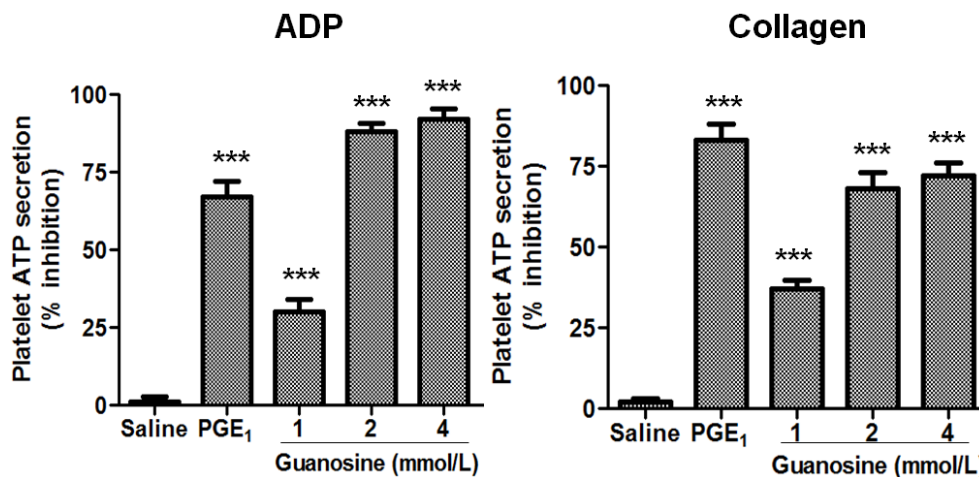 ADP
Platelet ATP secretion
(% inhibition)
100
75
50
25
0
***
***
***
***
Saline PGE₁ 1 2 4
Guanosine (mmol/L)
Collagen
Platelet ATP secretion
(% inhibition)
100
75
50
25
0
***
***
***
***
Saline PGE₁ 1 2 4
Guanosine (mmol/L)